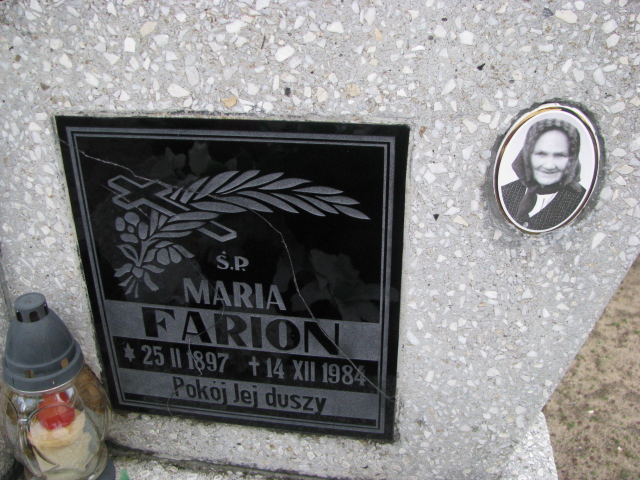 Ś.P.
MARIA
FARION
* 25 II 1897 + 14 XII 1984
Pokój Jej duszy